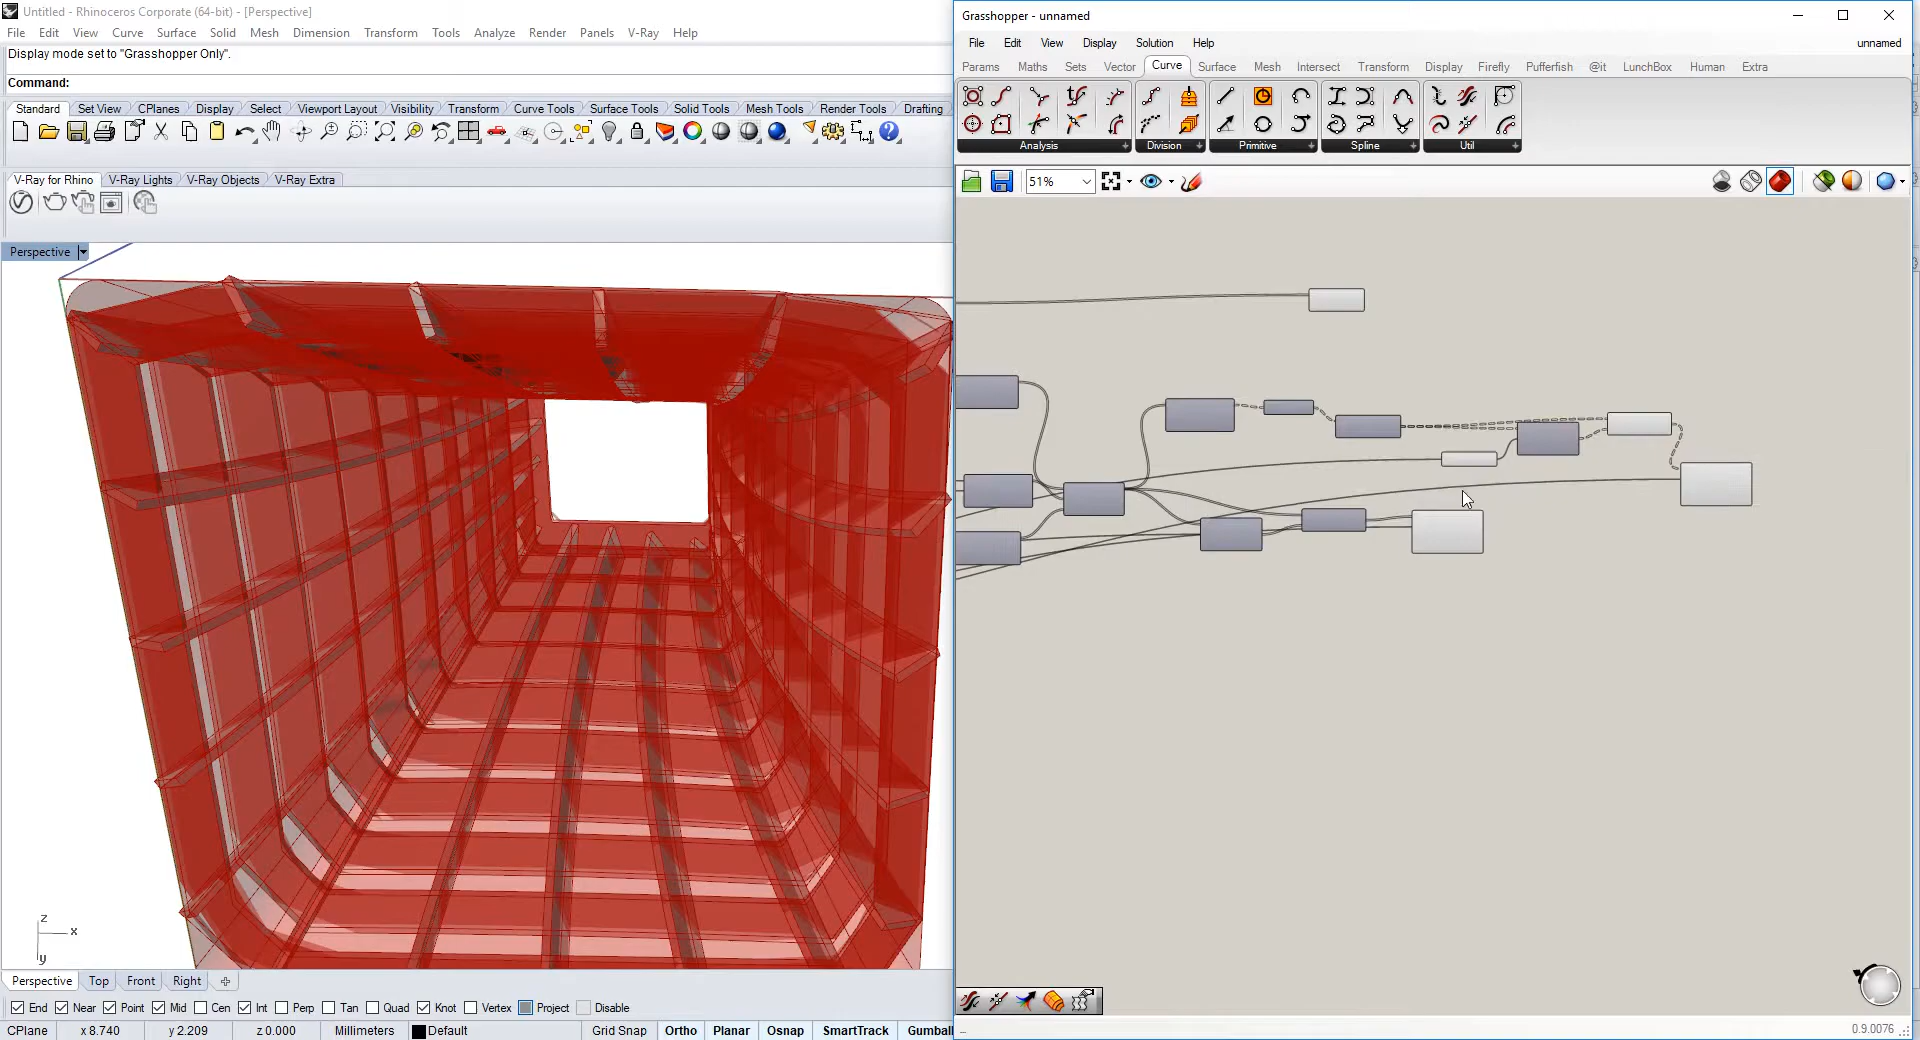 Untitled - Rhinoceros Corporate (64-bit) - [Perspective]
File Edit View Curve Surface Solid Mesh Dimension Transform Tools Analyze Render Panels V-Ray Help
Display mode set to "Grasshopper Only".
Command:
Standard Set View CPlanes Display Select Viewport Layout Visibility Transform Curve Tools Surface Tools Solid Tools Mesh Tools Render Tools Drafting
V-Ray for Rhino V-Ray Lights V-Ray Objects V-Ray Extra
Perspective
z
x
y
Perspective Top Front Right
End Near Point Mid Cen Int Perp Tan Quad Knot Vertex Project Disable
CPlane x 8.740 y 2.209 z 0.000 Millimeters Default Grid Snap Ortho Planar Osnap SmartTrack Gumball
Grasshopper - unnamed
File Edit View Display Solution Help unnamed
Params Maths Sets Vector Curve Surface Mesh Intersect Transform Display Firefly Pufferfish @it LunchBox Human Extra
Analysis Division Primitive Spline Util
51%
...
0.9.0076